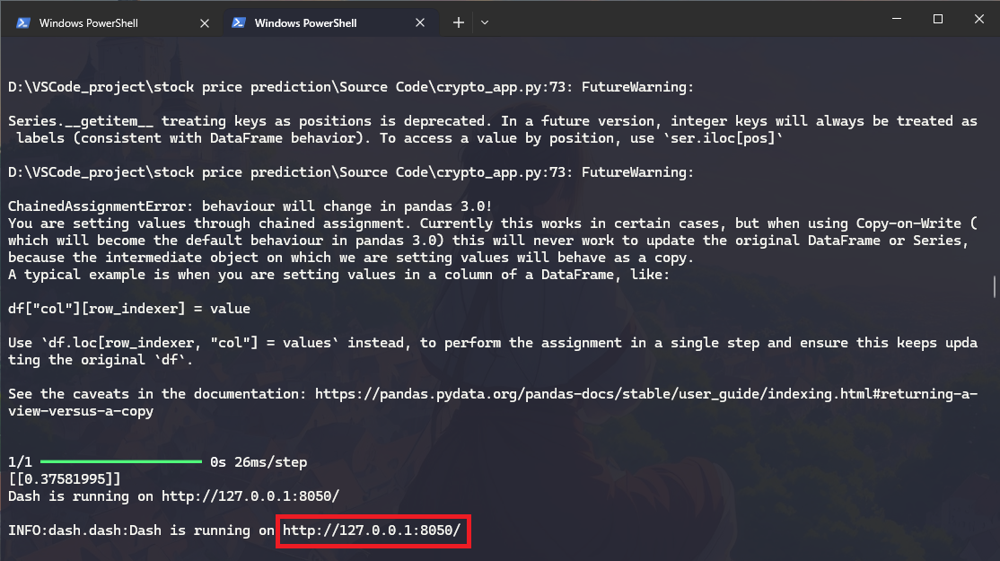 Windows PowerShell
Windows PowerShell
D:\VSCode_project\stock price prediction\Source Code\crypto_app.py:73: FutureWarning:
Series.__getitem__ treating keys as positions is deprecated. In a future version, integer keys will always be treated as
labels (consistent with DataFrame behavior). To access a value by position, use `ser.iloc[pos]`
D:\VSCode_project\stock price prediction\Source Code\crypto_app.py:73: FutureWarning:
ChainedAssignmentError: behaviour will change in pandas 3.0!
You are setting values through chained assignment. Currently this works in certain cases, but when using Copy-on-Write (
which will become the default behaviour in pandas 3.0) this will never work to update the original DataFrame or Series,
because the intermediate object on which we are setting values will behave as a copy.
A typical example is when you are setting values in a column of a DataFrame, like:
df["col"][row_indexer] = value
Use `df.loc[row_indexer, "col"] = values` instead, to perform the assignment in a single step and ensure this keeps upda
ting the original `df`.
See the caveats in the documentation: https://pandas.pydata.org/pandas-docs/stable/user_guide/indexing.html#returning-a-
view-versus-a-copy
1/1 0s 26ms/step
[[0.37581995]]
Dash is running on http://127.0.0.1:8050/
INFO:dash.dash:Dash is running on http://127.0.0.1:8050/